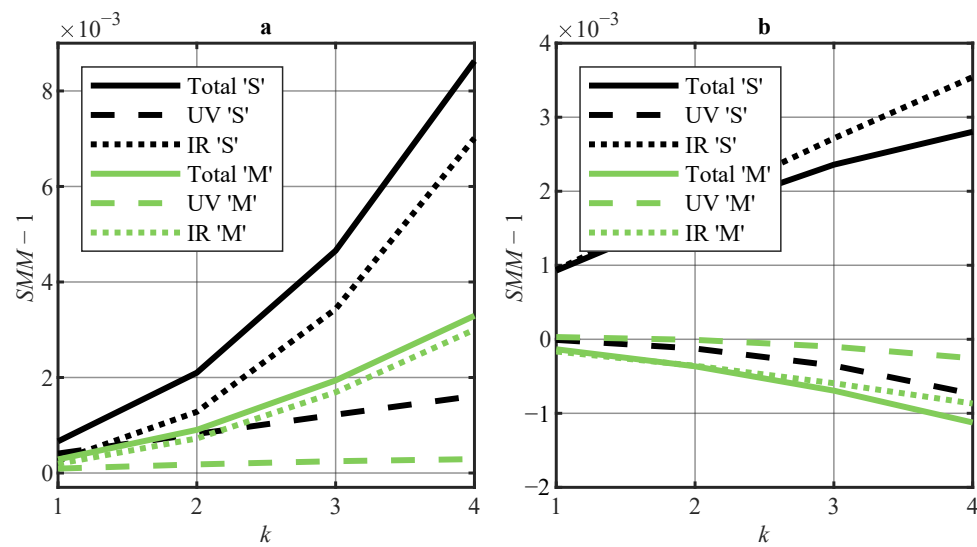 ×10⁻³
a
8
6
4
2
0
1
2
3
4
k
SMM − 1
Total 'S'
UV 'S'
IR 'S'
Total 'M'
UV 'M'
IR 'M'
×10⁻³
b
4
3
2
1
0
−1
−2
1
2
3
4
k
SMM − 1
Total 'S'
UV 'S'
IR 'S'
Total 'M'
UV 'M'
IR 'M'